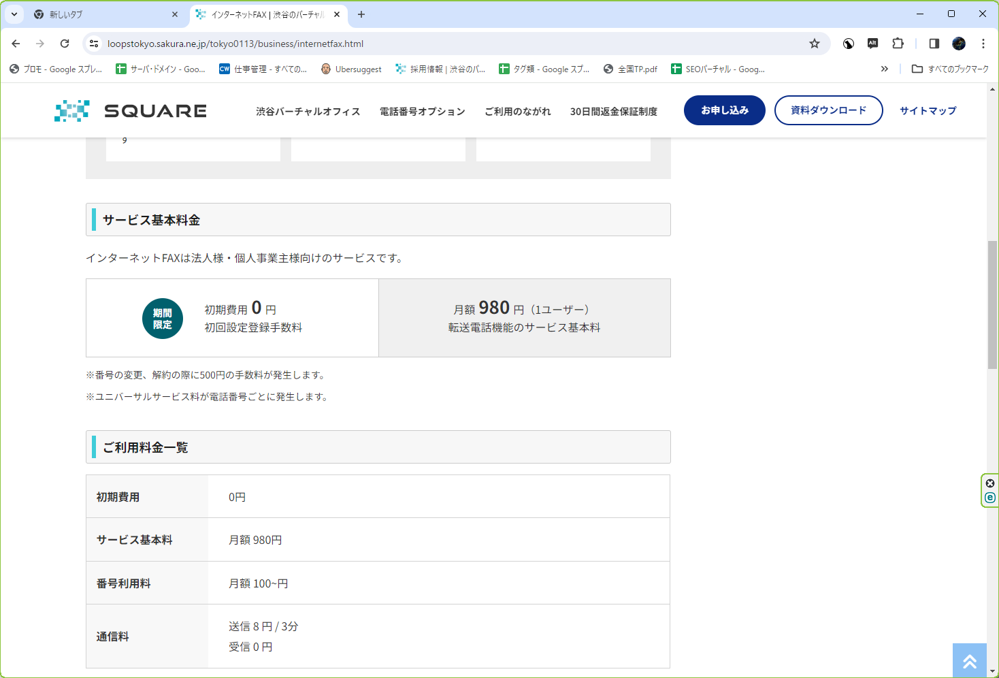 新しいタブ
インターネットFAX | 渋谷のバーチャル
loopstokyo.sakura.ne.jp/tokyo0113/business/internetfax.html
Alt
プロモ - Google スプレ...
サーバ・ドメイン - Goo...
CW 仕事管理 - すべての...
Ubersuggest
採用情報 | 渋谷のバ...
タグ類 - Google スプ...
全国TP.pdf
SEOバーチャル - Goog...
すべてのブックマーク
SQUARE
渋谷バーチャルオフィス
電話番号オプション
ご利用のながれ
30日間返金保証制度
お申し込み
資料ダウンロード
サイトマップ
す
サービス基本料金
インターネットFAXは法人様・個人事業主様向けのサービスです。
期間
限定
初期費用 0 円
初回設定登録手数料
月額 980 円（1ユーザー）
転送電話機能のサービス基本料
※番号の変更、解約の際に500円の手数料が発生します。
※ユニバーサルサービス料が電話番号ごとに発生します。
ご利用料金一覧
初期費用
0円
サービス基本料
月額 980円
番号利用料
月額 100~円
通信料
送信 8 円 / 3分
受信 0 円